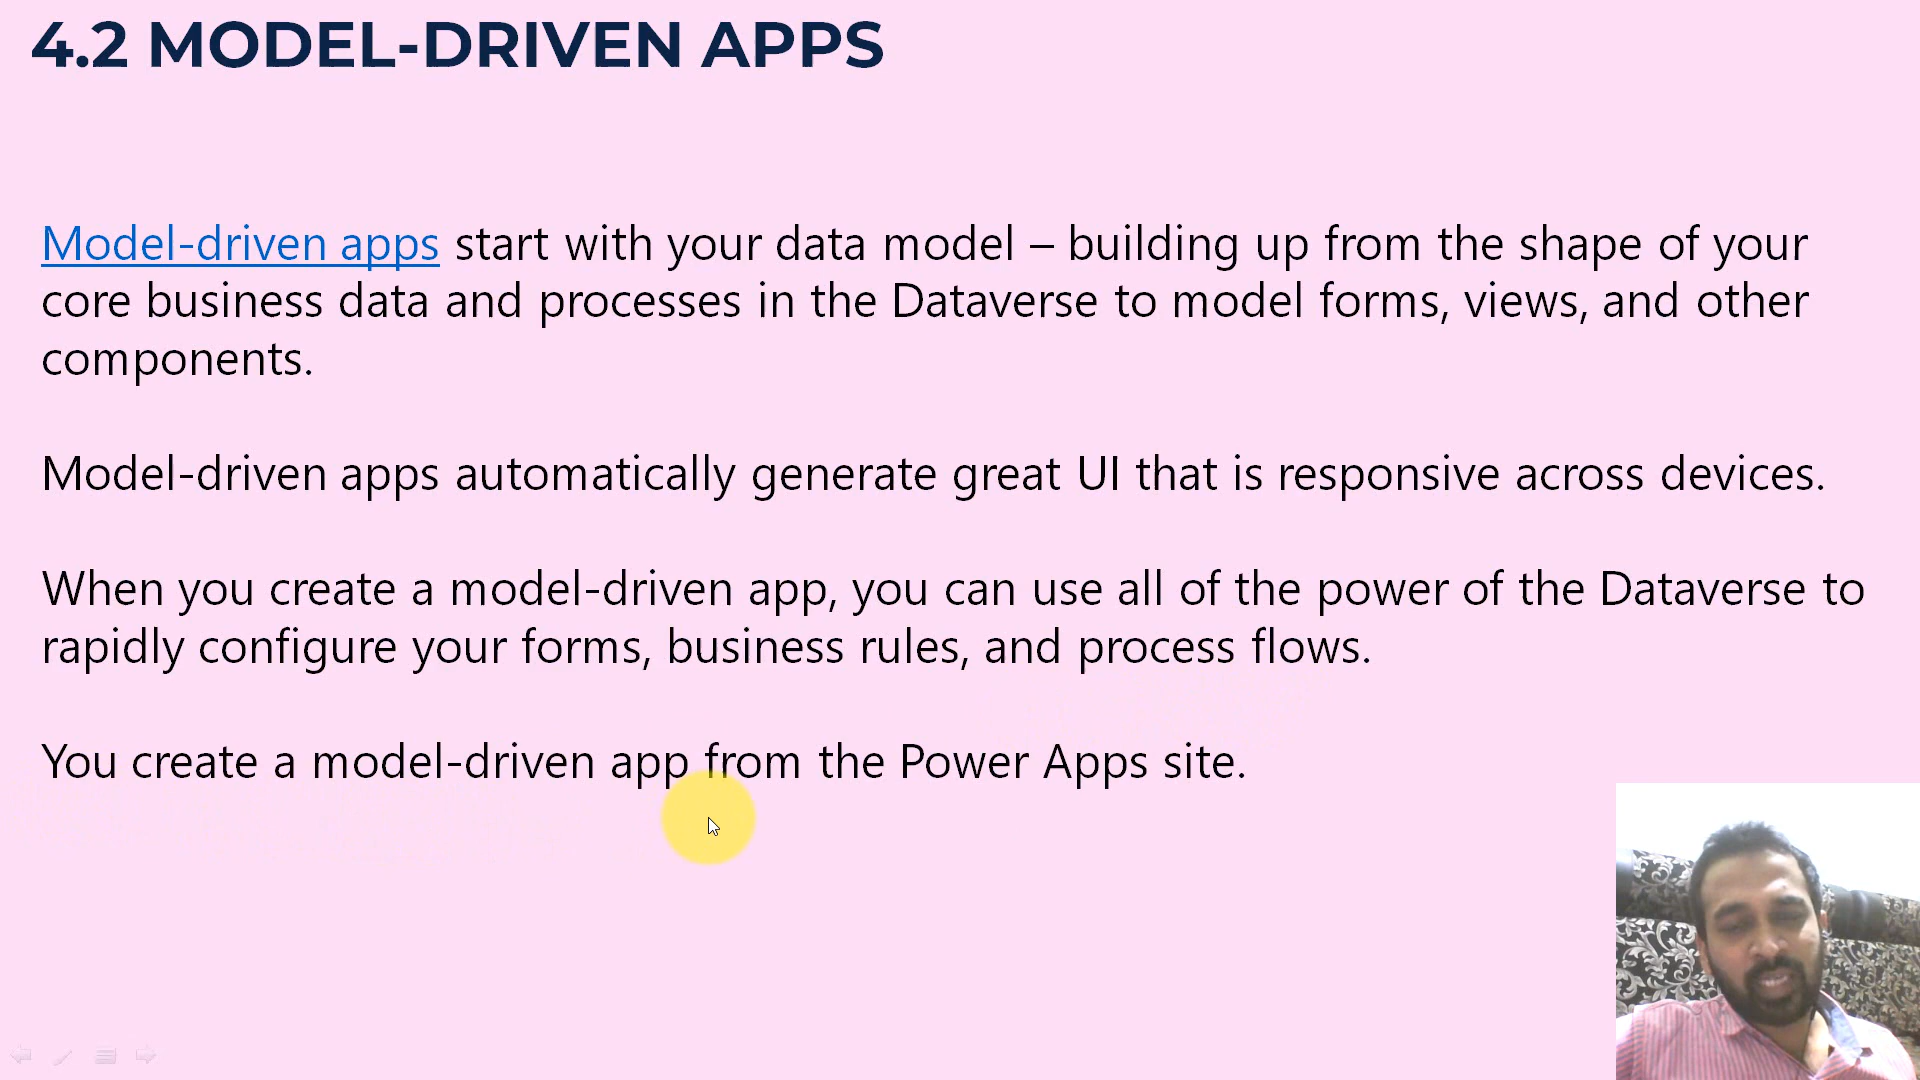 4.2 MODEL-DRIVEN APPS
Model-driven apps start with your data model – building up from the shape of your
core business data and processes in the Dataverse to model forms, views, and other
components.
Model-driven apps automatically generate great UI that is responsive across devices.
When you create a model-driven app, you can use all of the power of the Dataverse to
rapidly configure your forms, business rules, and process flows.
You create a model-driven app from the Power Apps site.